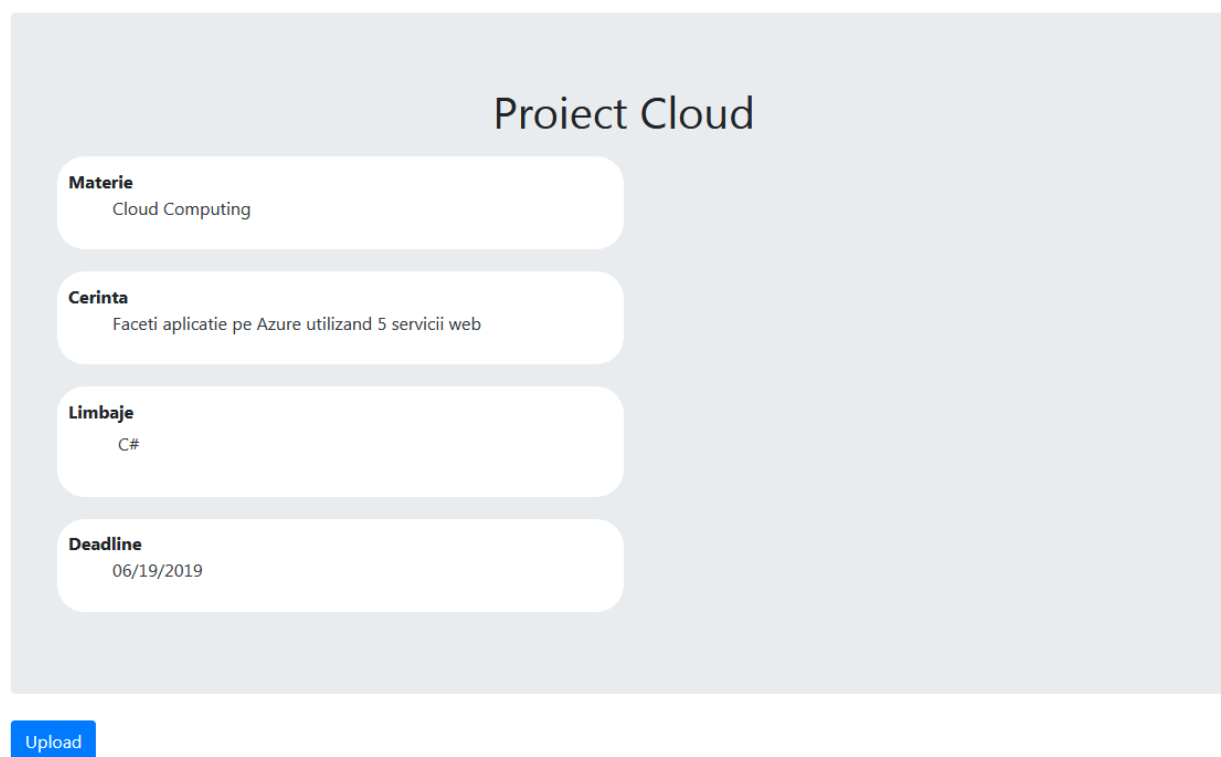 Proiect Cloud
Materie
Cloud Computing
Cerinta
Faceti aplicatie pe Azure utilizand 5 servicii web
Limbaje
C#
Deadline
06/19/2019
Upload